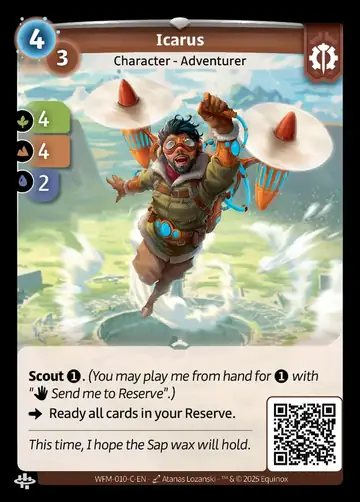 4
Icarus
3
Character - Adventurer
4
4
2
Scout 1. (You may play me from hand for 1 with
" Send me to Reserve".)
Ready all cards in your Reserve.
This time, I hope the Sap wax will hold.
WFM-010-C-EN - Atanas Lozanski - ™ & © 2025 Equinox